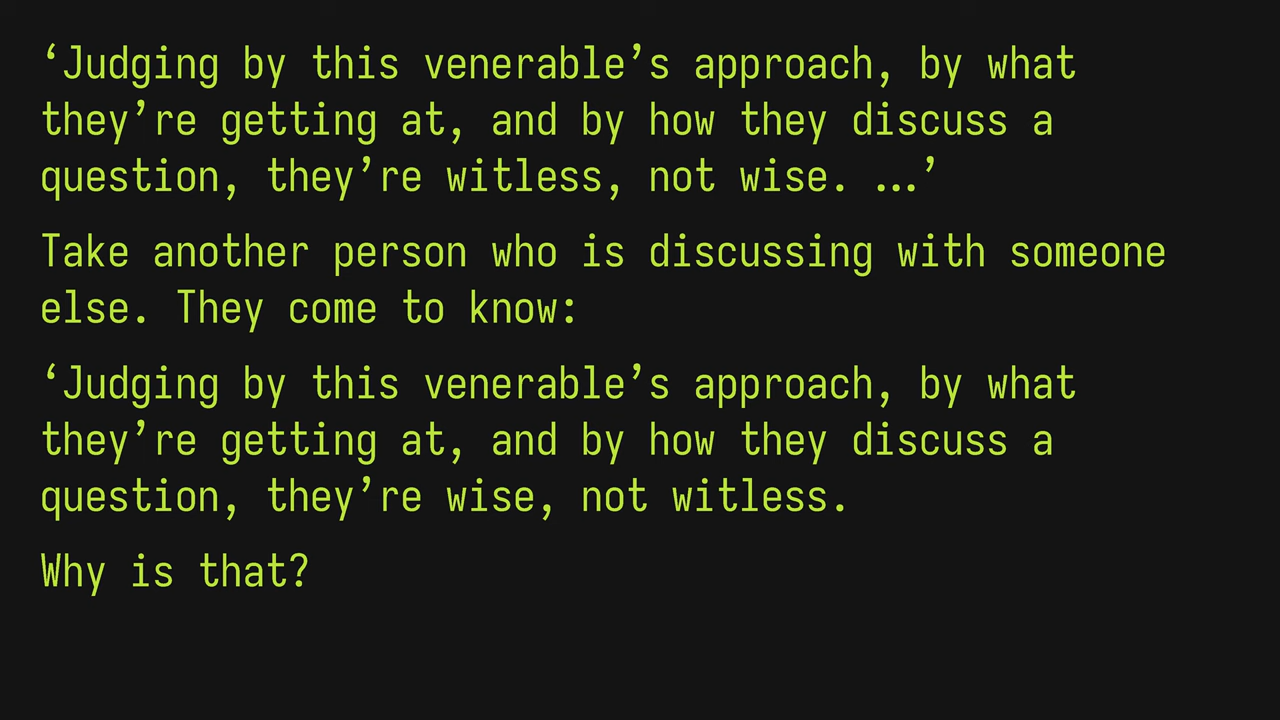 ‘Judging by this venerable’s approach, by what
they’re getting at, and by how they discuss a
question, they’re witless, not wise. …’
Take another person who is discussing with someone
else. They come to know:
‘Judging by this venerable’s approach, by what
they’re getting at, and by how they discuss a
question, they’re wise, not witless.
Why is that?